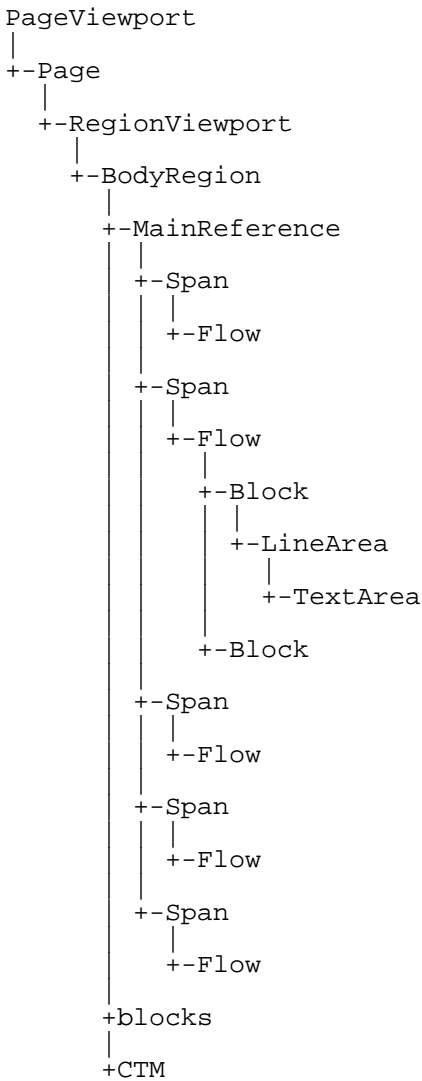 PageViewport
|
+-Page
|
+-RegionViewport
|
+-BodyRegion
|
+-MainReference
| |
| +-Span
| | |
| | +-Flow
| |
| +-Span
| | |
| | +-Flow
| | |
| | +-Block
| | | |
| | | +-LineArea
| | | |
| | | +-TextArea
| | |
| | +-Block
| |
| +-Span
| | |
| | +-Flow
| |
| +-Span
| | |
| | +-Flow
| |
| +-Span
| |
| +-Flow
|
+blocks
|
+CTM